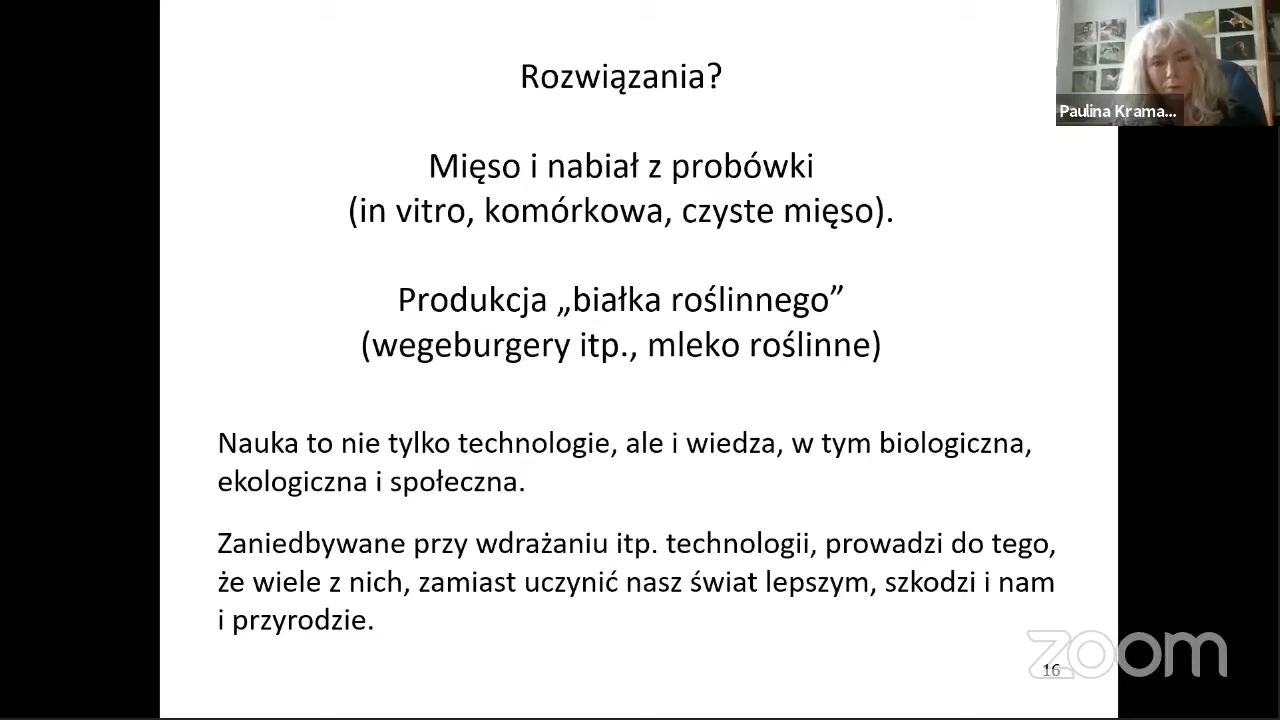 Rozwiązania?
Paulina Krama...
Mięso i nabiał z probówki
(in vitro, komórkowa, czyste mięso).
Produkcja „białka roślinnego”
(wegeburgery itp., mleko roślinne)
Nauka to nie tylko technologie, ale i wiedza, w tym biologiczna,
ekologiczna i społeczna.
Zaniedbywane przy wdrażaniu itp. technologii, prowadzi do tego,
że wiele z nich, zamiast uczynić nasz świat lepszym, szkodzi i nam
i przyrodzie.
zoom
16